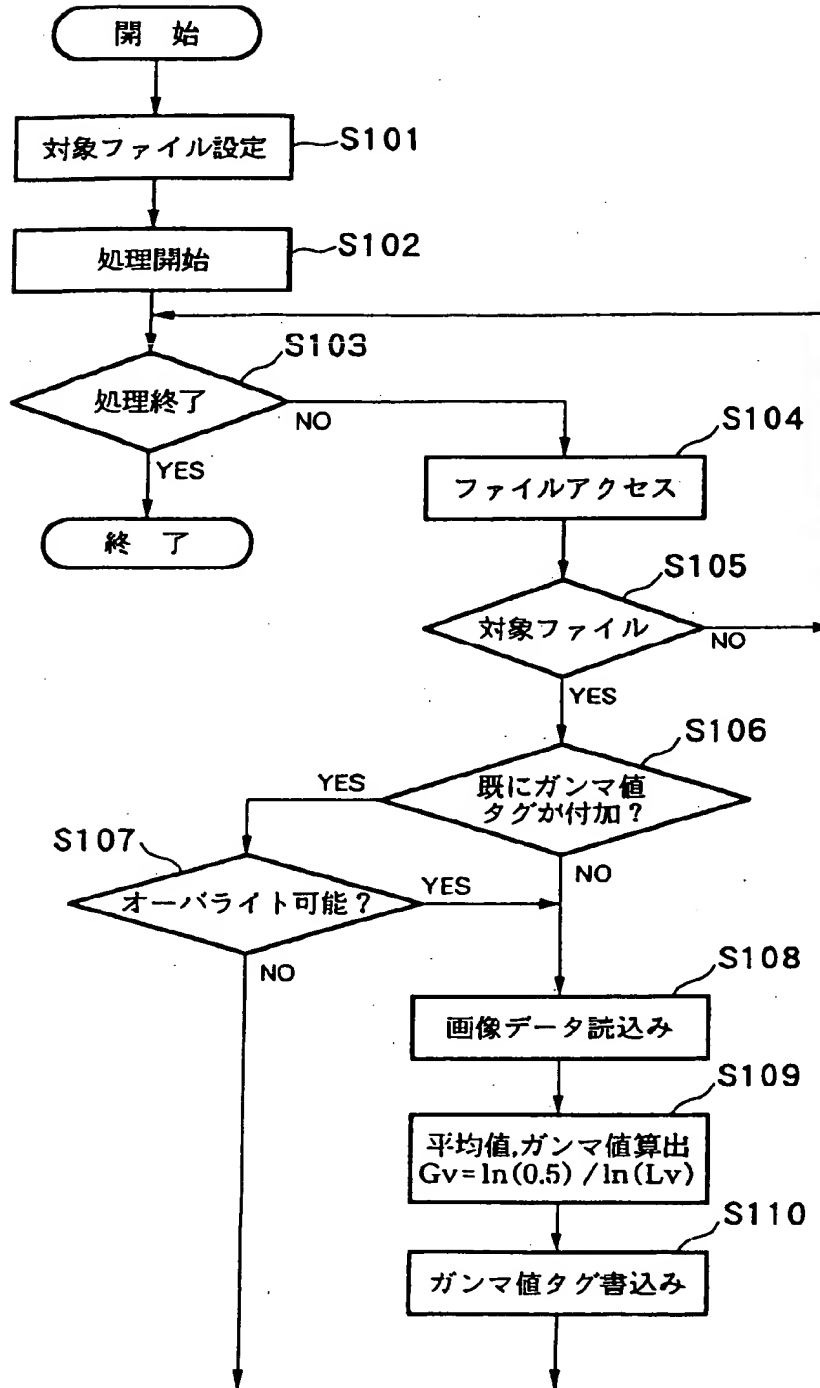 開 始
対象ファイル設定
S101
処理開始
S102
S103
処理終了
NO
YES
終 了
S104
ファイルアクセス
S105
対象ファイル
NO
YES
S106
既にガンマ値
タグが付加？
YES
NO
S107
オーバライト可能？
YES
NO
S108
画像データ読込み
S109
平均値,ガンマ値算出
Gv=ln(0.5)/ln(Lv)
S110
ガンマ値タグ書込み